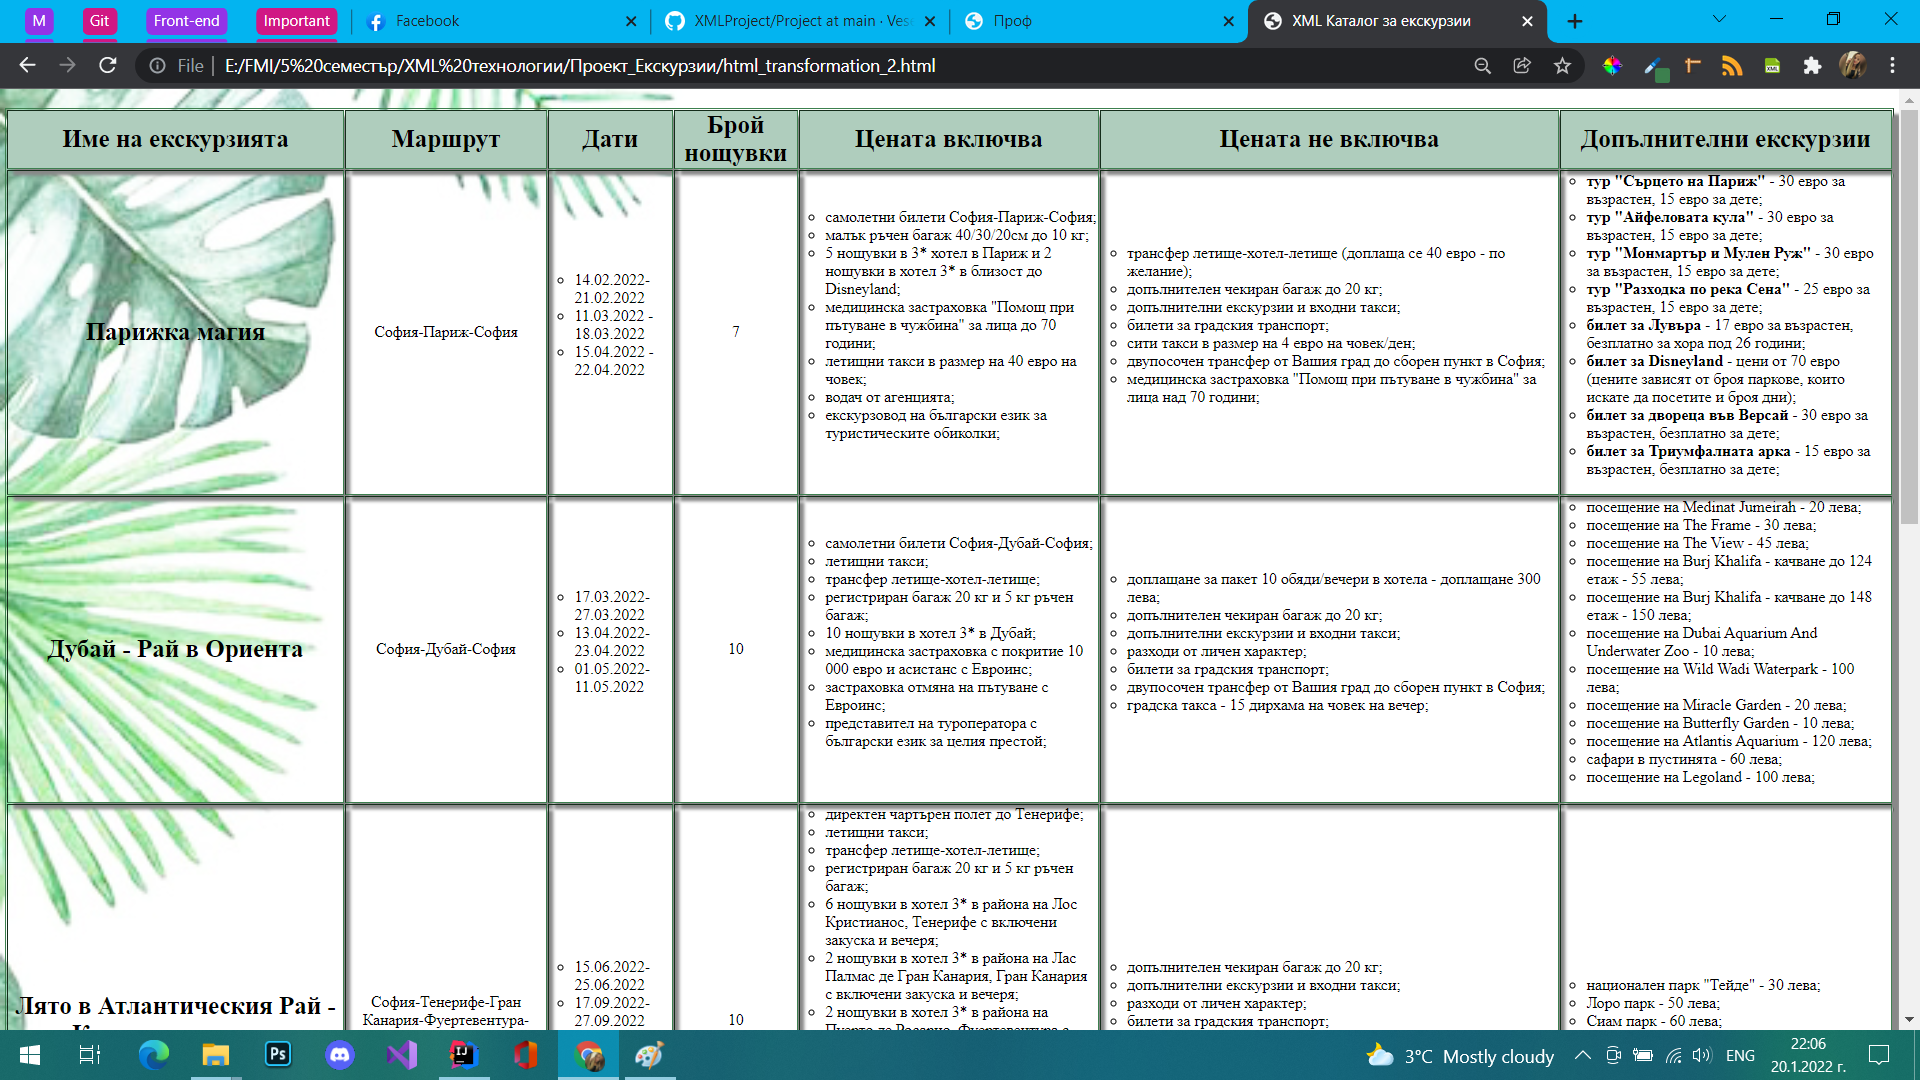 M Git Front-end Important Facebook XMLProject/Project at main · Vese Проф XML Каталог за екскурзии
File E:/FMI/5%20семестър/XML%20технологии/Проект_Екскурзии/html_transformation_2.html
Име на екскурзията
Маршрут
Дати
Брой
нощувки
Цената включва
Цената не включва
Допълнителни екскурзии
Парижка магия
София-Париж-София
14.02.2022-
21.02.2022
11.03.2022 -
18.03.2022
15.04.2022 -
22.04.2022
7
самолетни билети София-Париж-София;
малък ръчен багаж 40/30/20см до 10 кг;
5 нощувки в 3* хотел в Париж и 2
нощувки в хотел 3* в близост до
Disneyland;
медицинска застраховка "Помощ при
пътуване в чужбина" за лица до 70
години;
летищни такси в размер на 40 евро на
човек;
водач от агенцията;
екскурзовод на български език за
туристическите обиколки;
трансфер летище-хотел-летище (доплаща се 40 евро - по
желание);
допълнителен чекиран багаж до 20 кг;
допълнителни екскурзии и входни такси;
билети за градския транспорт;
сити такси в размер на 4 евро на човек/ден;
двупосочен трансфер от Вашия град до сборен пункт в София;
медицинска застраховка "Помощ при пътуване в чужбина" за
лица над 70 години;
тур "Сърцето на Париж" - 30 евро за
възрастен, 15 евро за дете;
тур "Айфеловата кула" - 30 евро за
възрастен, 15 евро за дете;
тур "Монмартър и Мулен Руж" - 30 евро
за възрастен, 15 евро за дете;
тур "Разходка по река Сена" - 25 евро за
възрастен, 15 евро за дете;
билет за Лувъра - 17 евро за възрастен,
безплатно за хора под 26 години;
билет за Disneyland - цени от 70 евро
(цените зависят от броя паркове, които
искате да посетите и броя дни);
билет за двореца във Версай - 30 евро за
възрастен, безплатно за дете;
билет за Триумфалната арка - 15 евро за
възрастен, безплатно за дете;
Дубай - Рай в Ориента
София-Дубай-София
17.03.2022-
27.03.2022
13.04.2022-
23.04.2022
01.05.2022-
11.05.2022
10
самолетни билети София-Дубай-София;
летищни такси;
трансфер летище-хотел-летище;
регистриран багаж 20 кг и 5 кг ръчен
багаж;
10 нощувки в хотел 3* в Дубай;
медицинска застраховка с покритие 10
000 евро и асистанс с Евроинс;
застраховка отмяна на пътуване с
Евроинс;
представител на туроператора с
български език за целия престой;
доплащане за пакет 10 обяди/вечери в хотела - доплащане 300
лева;
допълнителен чекиран багаж до 20 кг;
допълнителни екскурзии и входни такси;
разходи от личен характер;
билети за градския транспорт;
двупосочен трансфер от Вашия град до сборен пункт в София;
градска такса - 15 дирхама на човек на вечер;
посещение на Medinat Jumeirah - 20 лева;
посещение на The Frame - 30 лева;
посещение на The View - 45 лева;
посещение на Burj Khalifa - качване до 124
етаж - 55 лева;
посещение на Burj Khalifa - качване до 148
етаж - 150 лева;
посещение на Dubai Aquarium And
Underwater Zoo - 10 лева;
посещение на Wild Wadi Waterpark - 100
лева;
посещение на Miracle Garden - 20 лева;
посещение на Butterfly Garden - 10 лева;
посещение на Atlantis Aquarium - 120 лева;
сафари в пустинята - 60 лева;
посещение на Legoland - 100 лева;
Лято в Атлантическия Рай -
София-Тенерифе-Гран
Канария-Фуертевентура-
15.06.2022-
25.06.2022
17.09.2022-
27.09.2022
10
директен чартърен полет до Тенерифе;
летищни такси;
трансфер летище-хотел-летище;
регистриран багаж 20 кг и 5 кг ръчен
багаж;
6 нощувки в хотел 3* в района на Лос
Кристианос, Тенерифе с включени
закуска и вечеря;
2 нощувки в хотел 3* в района на Лас
Палмас де Гран Канария, Гран Канария
с включени закуска и вечеря;
2 нощувки в хотел 3* в района на
допълнителен чекиран багаж до 20 кг;
допълнителни екскурзии и входни такси;
разходи от личен характер;
билети за градския транспорт;
национален парк "Тейде" - 30 лева;
Лоро парк - 50 лева;
Сиам парк - 60 лева;
3°C Mostly cloudy ENG 22:06
20.1.2022 г.